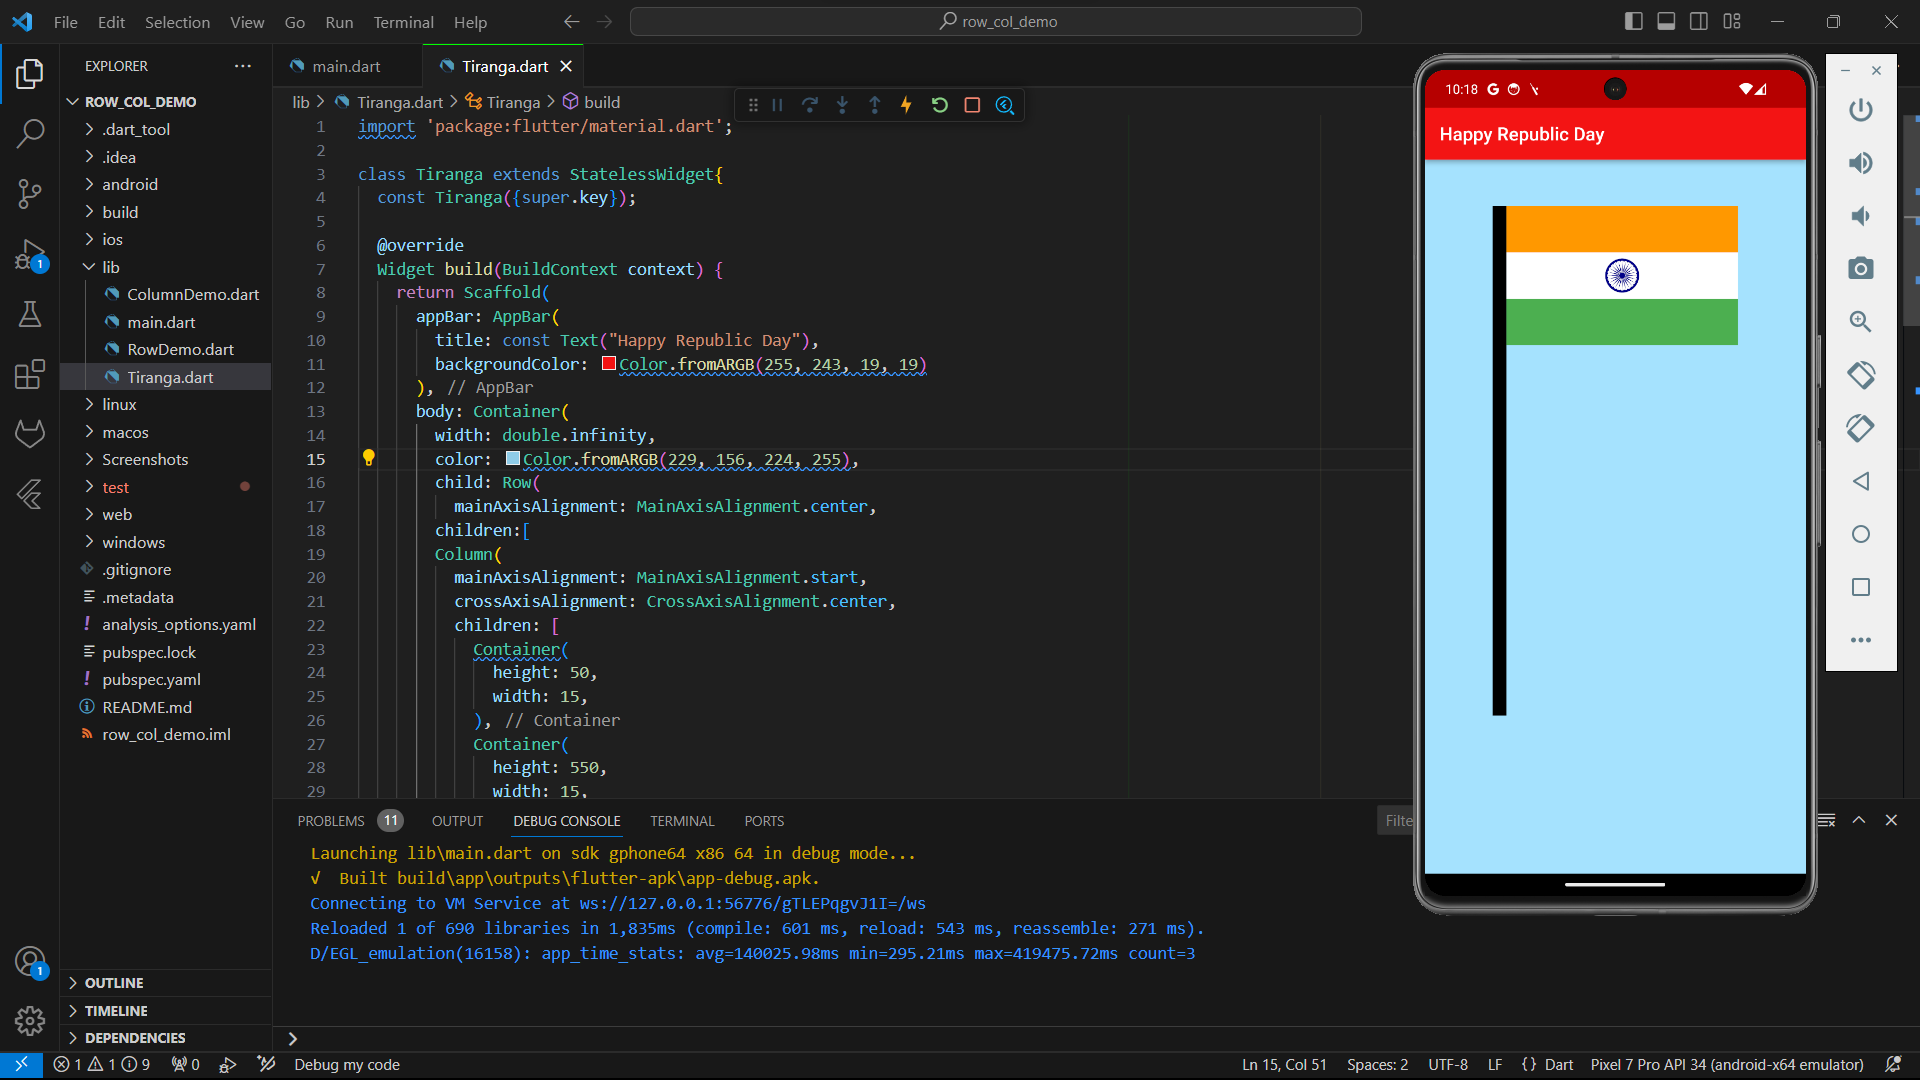 File Edit Selection View Go Run Terminal Help
row_col_demo
EXPLORER
ROW_COL_DEMO
.dart_tool
.idea
android
build
ios
lib
ColumnDemo.dart
main.dart
RowDemo.dart
Tiranga.dart
linux
macos
Screenshots
test
web
windows
.gitignore
.metadata
analysis_options.yaml
pubspec.lock
pubspec.yaml
README.md
row_col_demo.iml
OUTLINE
TIMELINE
DEPENDENCIES
1
1
main.dart Tiranga.dart
lib > Tiranga.dart > Tiranga > build
1 import 'package:flutter/material.dart';
2
3 class Tiranga extends StatelessWidget{
4 const Tiranga({super.key});
5
6 @override
7 Widget build(BuildContext context) {
8 return Scaffold(
9 appBar: AppBar(
10 title: const Text("Happy Republic Day"),
11 backgroundColor: Color.fromARGB(255, 243, 19, 19)
12 ), // AppBar
13 body: Container(
14 width: double.infinity,
15 color: Color.fromARGB(229, 156, 224, 255),
16 child: Row(
17 mainAxisAlignment: MainAxisAlignment.center,
18 children:[
19 Column(
20 mainAxisAlignment: MainAxisAlignment.start,
21 crossAxisAlignment: CrossAxisAlignment.center,
22 children: [
23 Container(
24 height: 50,
25 width: 15,
26 ), // Container
27 Container(
28 height: 550,
29 width: 15,
10:18 G
Happy Republic Day
PROBLEMS 11 OUTPUT DEBUG CONSOLE TERMINAL PORTS
Filte
Launching lib\main.dart on sdk gphone64 x86 64 in debug mode...
√ Built build\app\outputs\flutter-apk\app-debug.apk.
Connecting to VM Service at ws://127.0.0.1:56776/gTLEPqgvJ1I=/ws
Reloaded 1 of 690 libraries in 1,835ms (compile: 601 ms, reload: 543 ms, reassemble: 271 ms).
D/EGL_emulation(16158): app_time_stats: avg=140025.98ms min=295.21ms max=419475.72ms count=3
1 1 9 0 Debug my code
Ln 15, Col 51 Spaces: 2 UTF-8 LF {} Dart Pixel 7 Pro API 34 (android-x64 emulator)